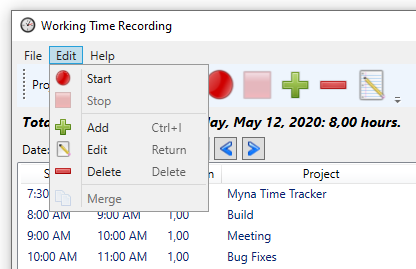 Working Time Recording
File Edit Help
Start
Stop
Add Ctrl+I
Edit Return
Delete Delete
Merge
Pro
Tota day, May 12, 2020: 8,00 hours.
Date:
S m Project
7:30 Myna Time Tracker
8:00 AM 9:00 AM 1,00 Build
9:00 AM 10:00 AM 1,00 Meeting
10:00 AM 11:00 AM 1,00 Bug Fixes